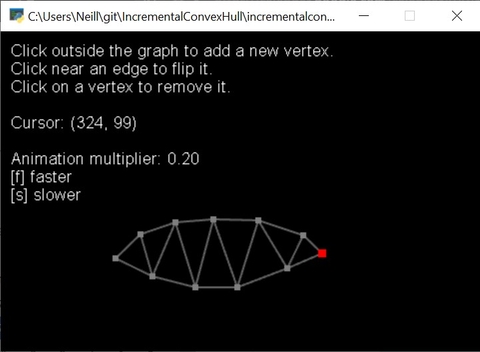 C:\Users\Neill\git\IncrementalConvexHull\incrementalcon...
Click outside the graph to add a new vertex.
Click near an edge to flip it.
Click on a vertex to remove it.
Cursor: (324, 99)
Animation multiplier: 0.20
[f] faster
[s] slower